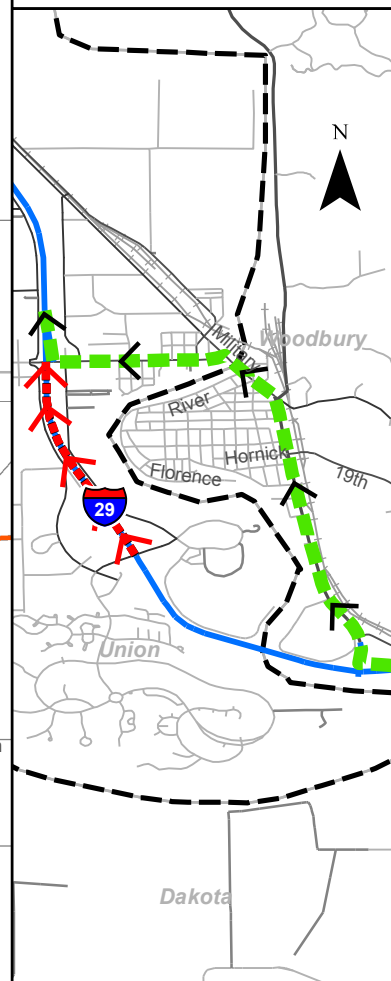 N
Military
Woodbury
River
Hornick
Florence
19th
29
Union
Dakota